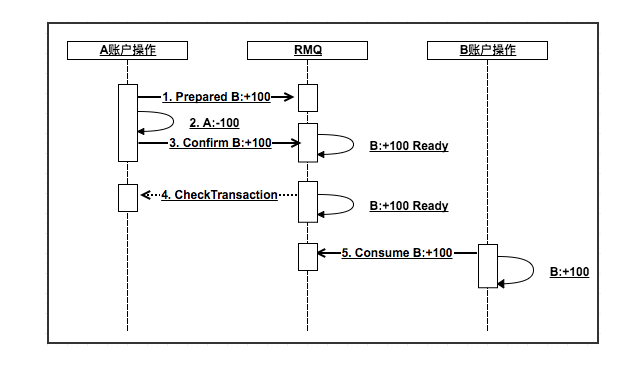 A账户操作
RMQ
B账户操作
1. Prepared B:+100
2. A:-100
3. Confirm B:+100
B:+100 Ready
4. CheckTransaction
B:+100 Ready
5. Consume B:+100
B:+100